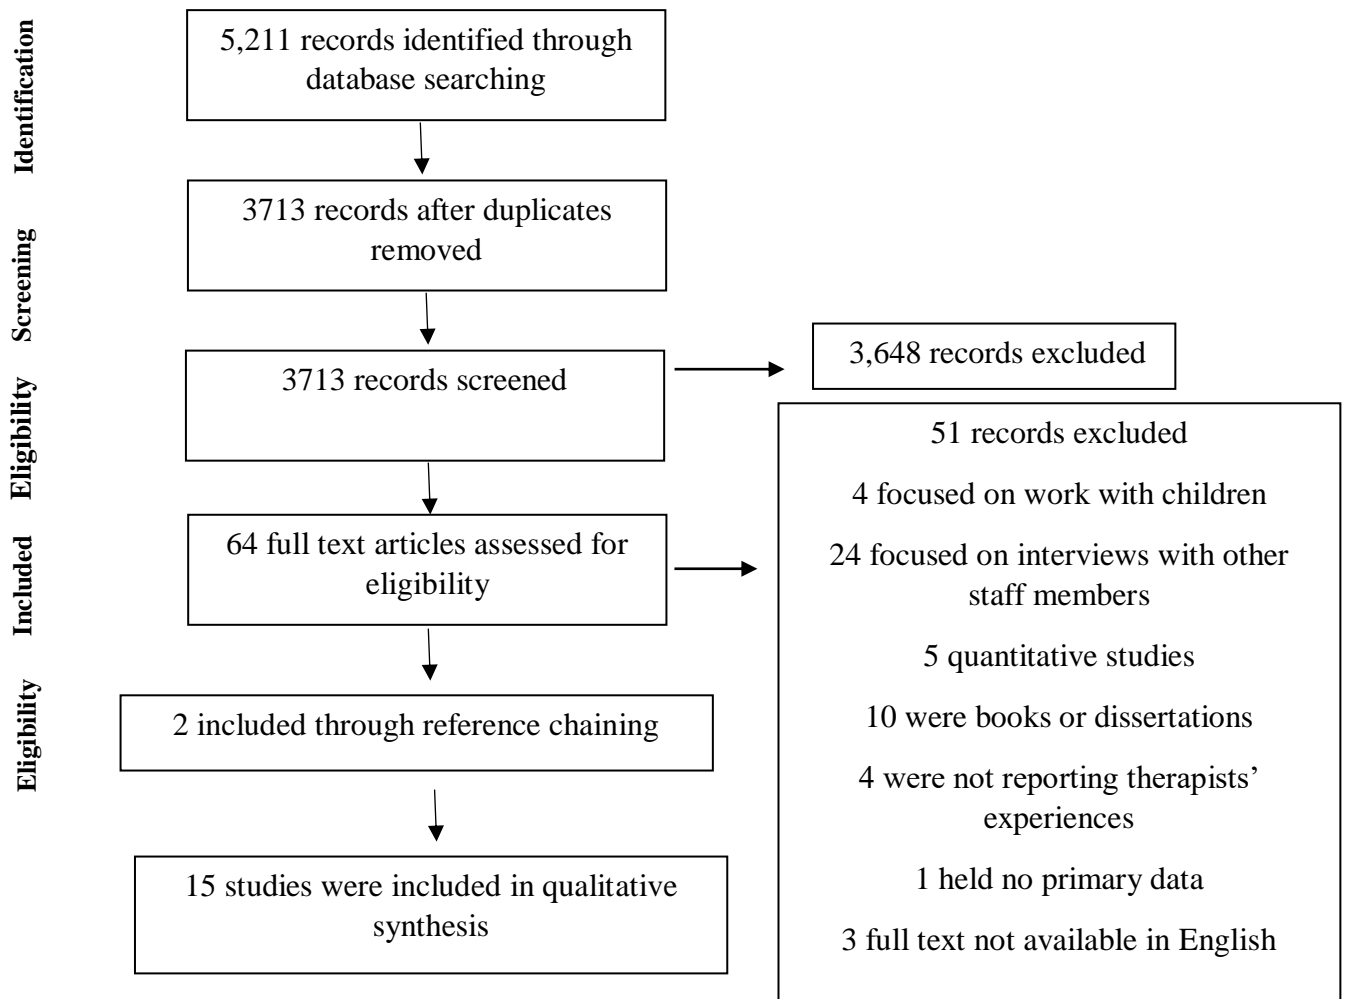 Identification
5,211 records identified through
database searching
3713 records after duplicates
removed
Screening
3,648 records excluded
3713 records screened
Eligibility
51 records excluded
4 focused on work with children
24 focused on interviews with other
staff members
5 quantitative studies
10 were books or dissertations
4 were not reporting therapists’
experiences
1 held no primary data
3 full text not available in English
64 full text articles assessed for
eligibility
Included
2 included through reference chaining
Eligibility
15 studies were included in qualitative
synthesis